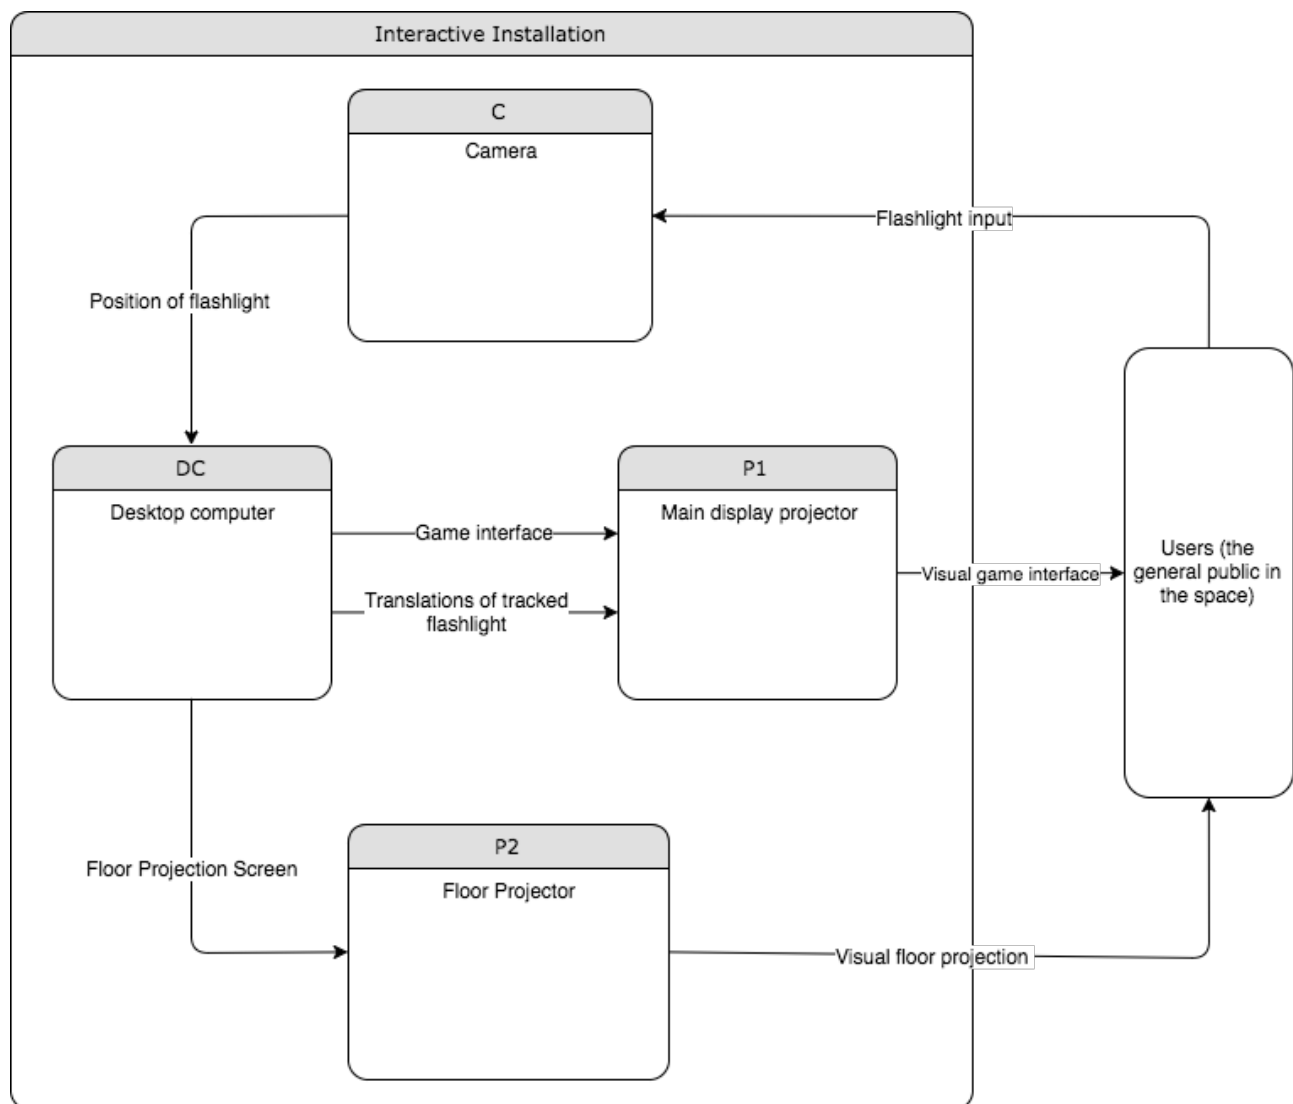 Interactive Installation
C
Camera
Flashlight input
Position of flashlight
DC
Desktop computer
Game interface
Translations of tracked
flashlight
P1
Main display projector
Visual game interface
Users (the
general public in
the space)
Floor Projection Screen
P2
Floor Projector
Visual floor projection